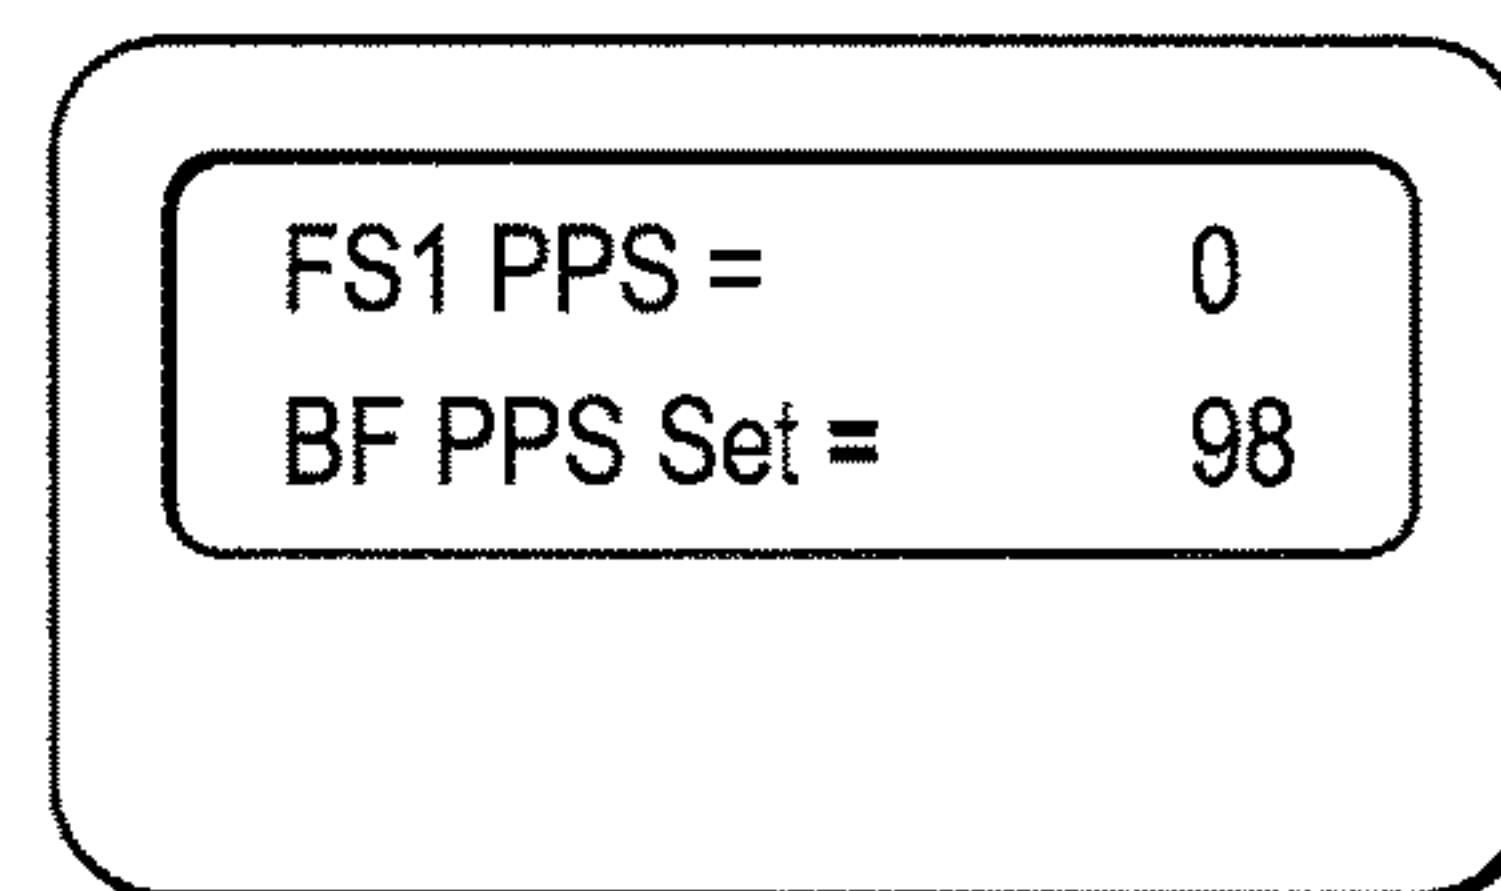 FS1 PPS = 0
BF PPS Set = 98